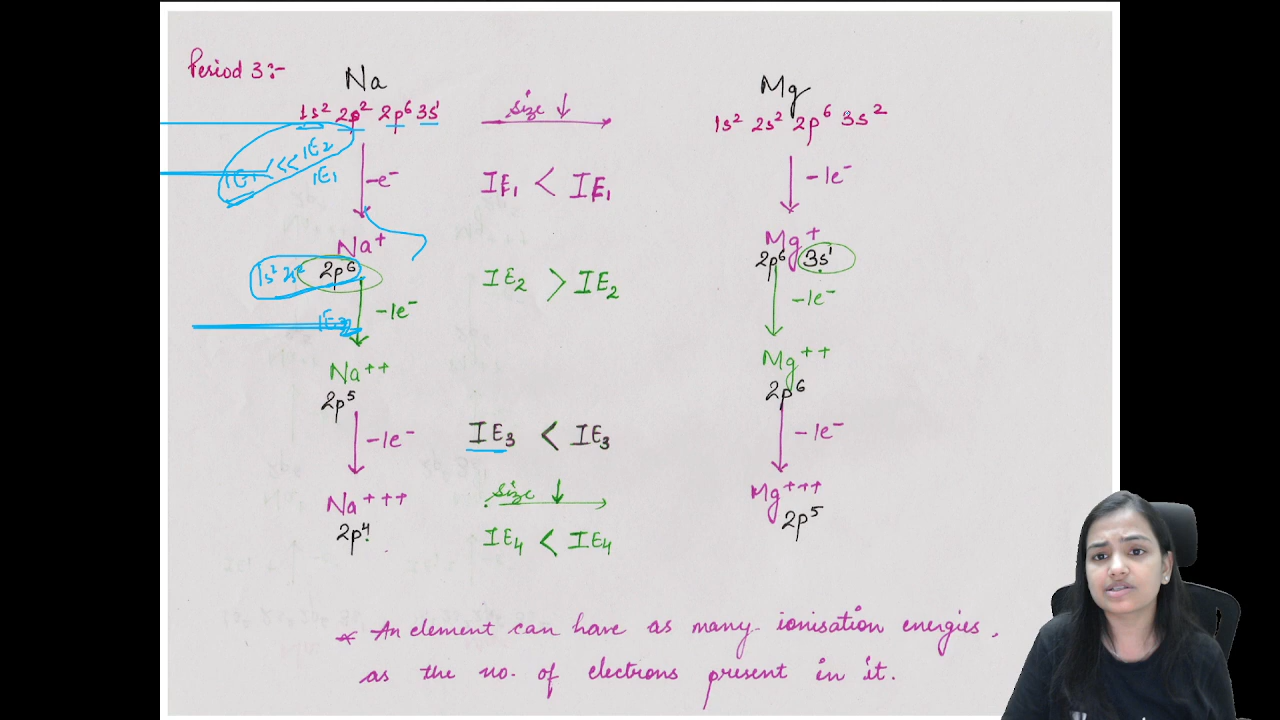 Period 3:-
Na
1s² 2p² 2p⁶ 3s¹
size ↓
Mg
1s² 2s² 2p⁶ 3s²
IE₁ << IE₂
IE₁
-e⁻
IE₁ < IE₁
-1e⁻
Na⁺
1s² 2s² 2p⁶
IE₂ > IE₂
Mg⁺
2p⁶ 3s¹
-1e⁻
-1e⁻
Na⁺⁺
2p⁵
Mg⁺⁺
2p⁶
-1e⁻
IE₃ < IE₃
-1e⁻
Na⁺⁺⁺
2p⁴
size ↓
IE₄ < IE₄
Mg⁺⁺⁺
2p⁵
* An element can have as many ionisation energies,
as the no. of electrons present in it.